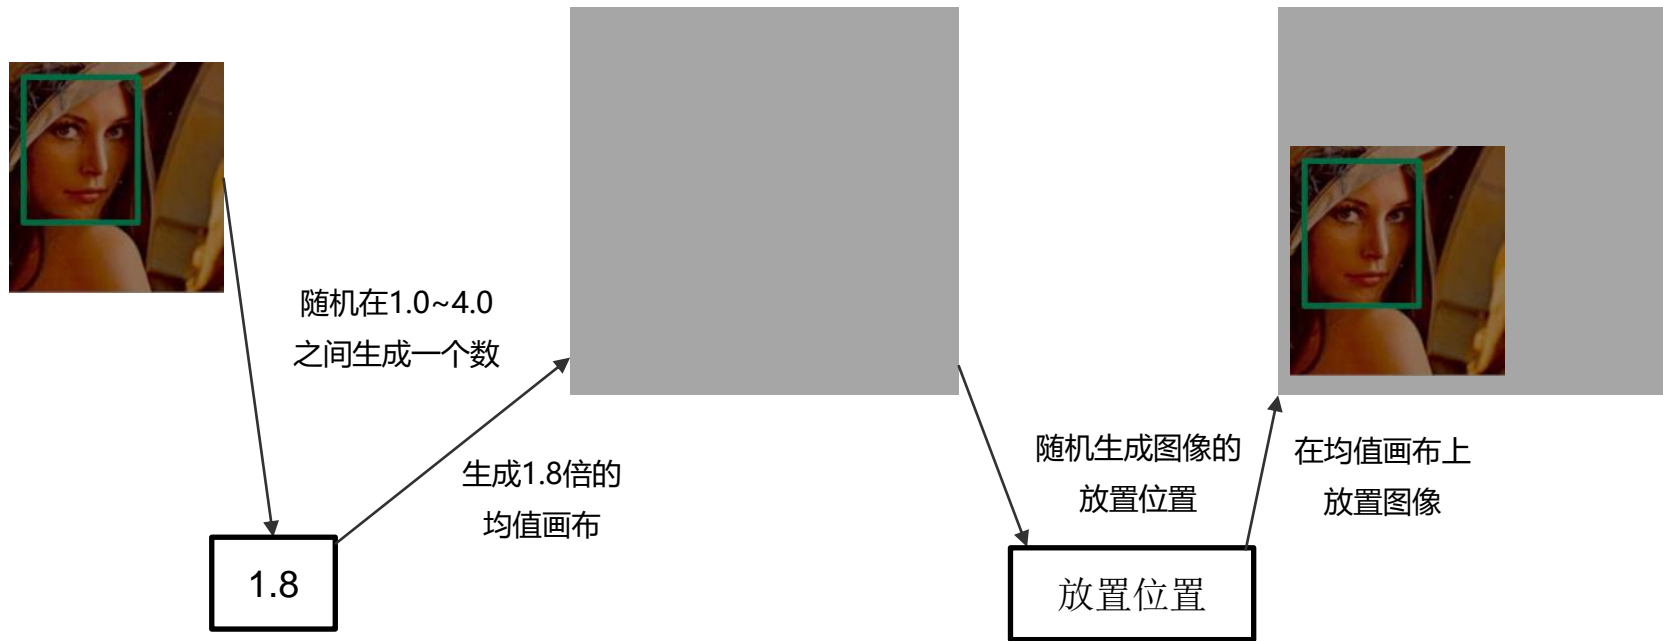 随机在1.0~4.0
之间生成一个数
生成1.8倍的
均值画布
1.8
随机生成图像的
放置位置
放置位置
在均值画布上
放置图像